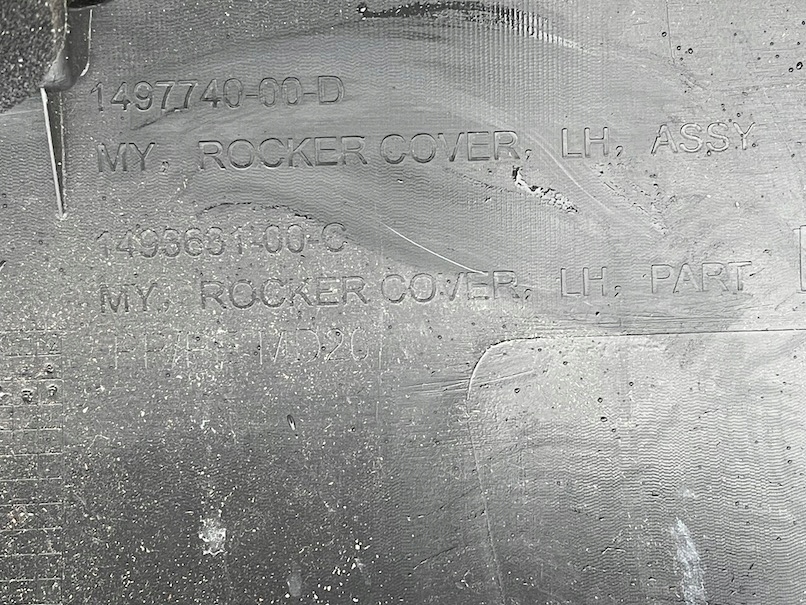 1497740-00-D
MY, ROCKER COVER, LH, ASSY
1493631-00-C
MY, ROCKER COVER, LH, PART